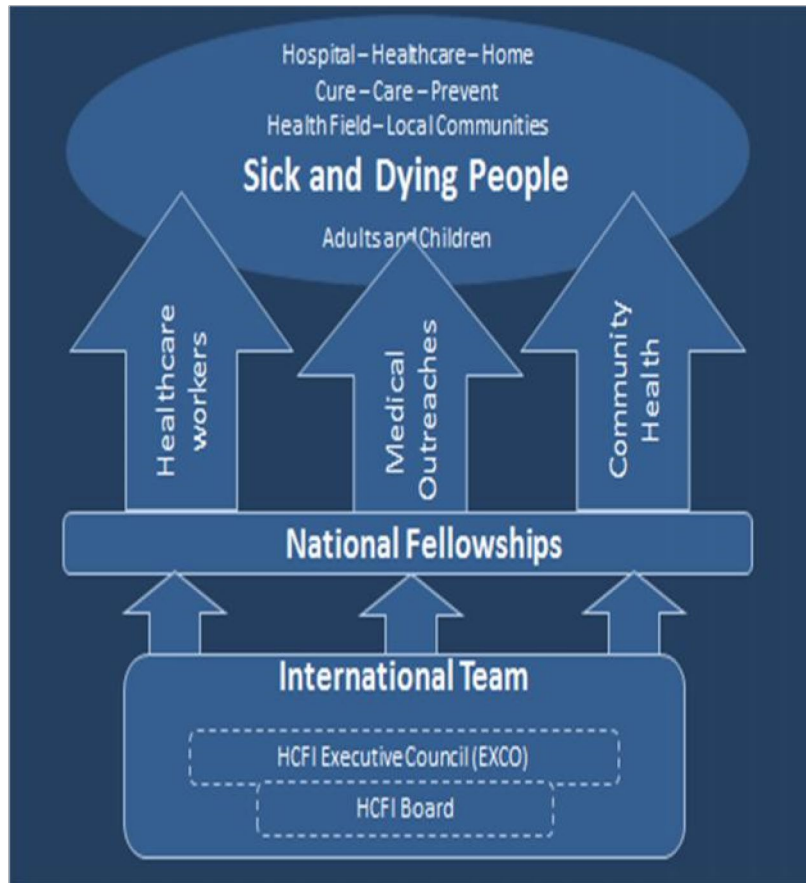 Hospital – Healthcare – Home
Cure – Care – Prevent
Health Field – Local Communities
Sick and Dying People
Adults and Children
Healthcare
workers
Medical
Outreaches
Community
Health
National Fellowships
International Team
HCFI Executive Council (EXCO)
HCFI Board